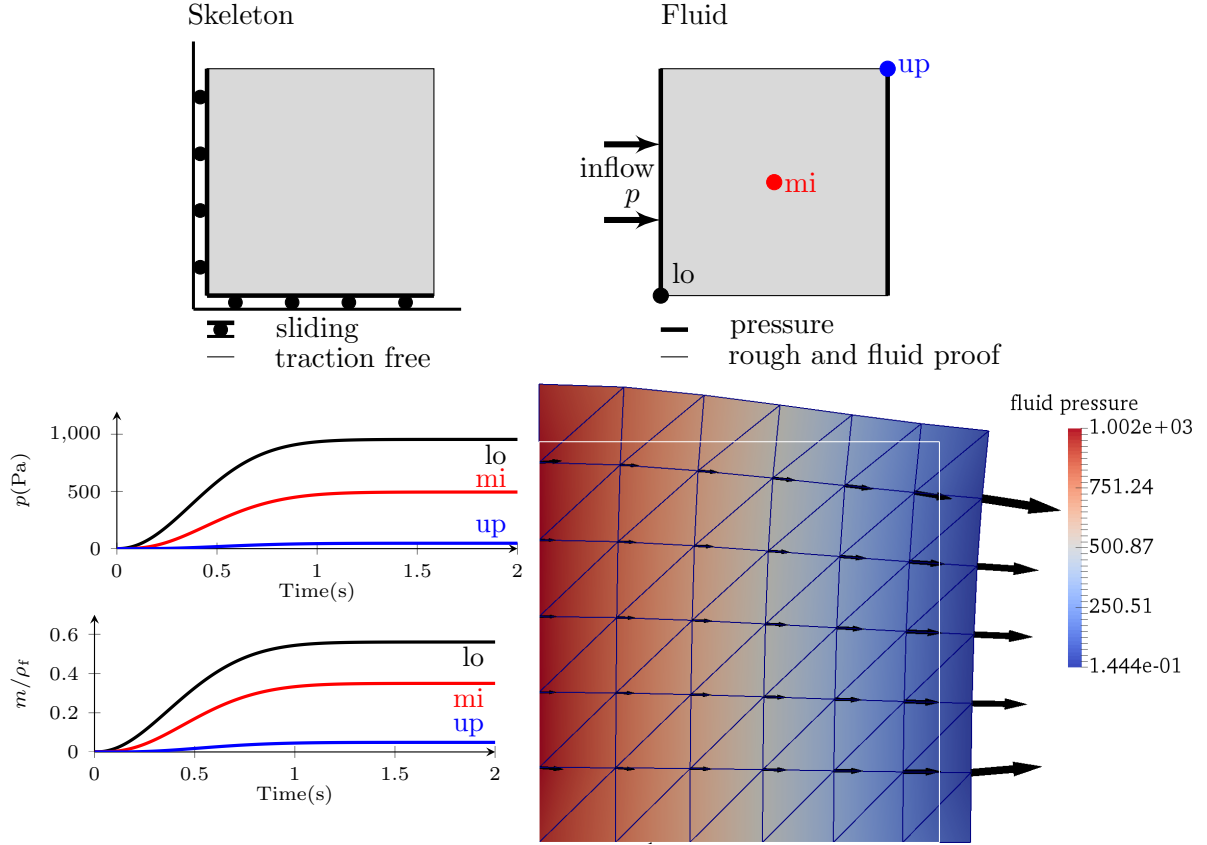 Skeleton
Fluid
up
inflow
p
mi
lo
sliding
traction free
pressure
rough and fluid proof
1,000
500
0
p(Pa)
lo
mi
up
0
0.5
1
1.5
2
Time(s)
0.6
0.4
0.2
0
m/ρf
lo
mi
up
0
0.5
1
1.5
2
Time(s)
fluid pressure
1.002e+03
751.24
500.87
250.51
1.444e-01